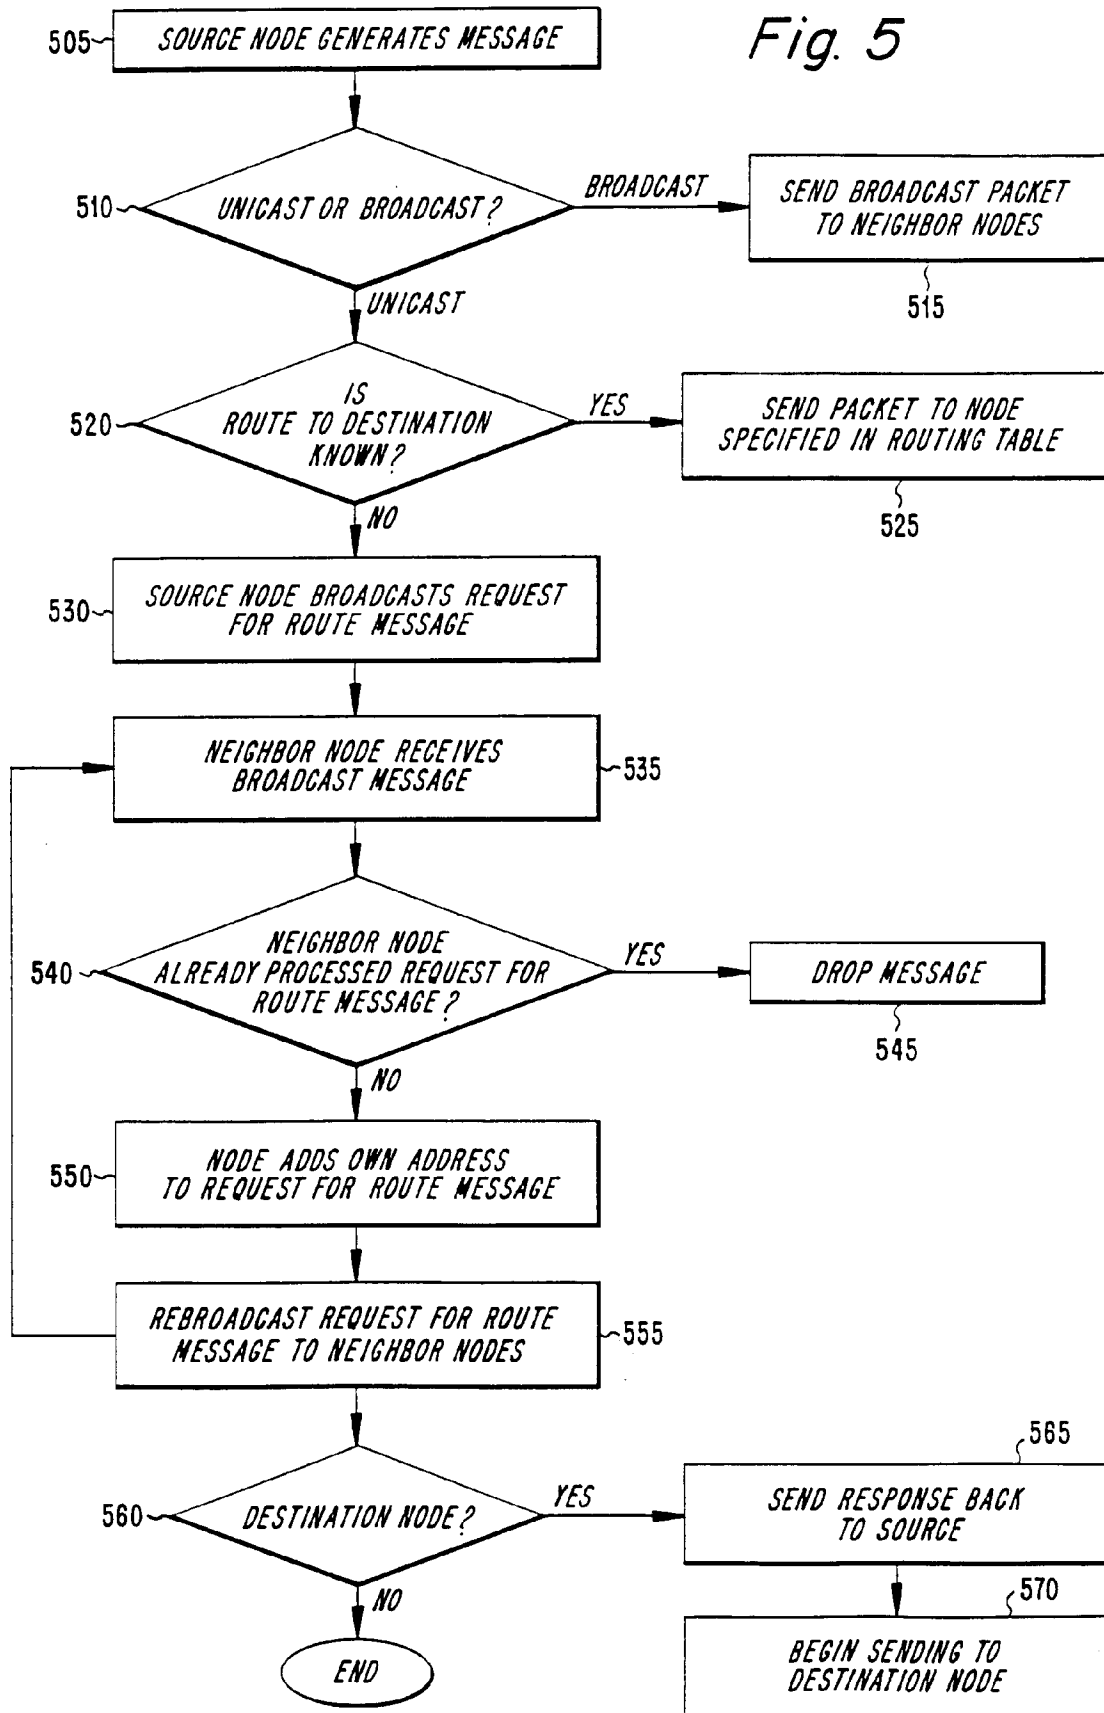 Fig. 5
505
SOURCE NODE GENERATES MESSAGE
510
UNICAST OR BROADCAST?
BROADCAST
SEND BROADCAST PACKET
TO NEIGHBOR NODES
515
UNICAST
520
IS
ROUTE TO DESTINATION
KNOWN?
YES
SEND PACKET TO NODE
SPECIFIED IN ROUTING TABLE
525
NO
530
SOURCE NODE BROADCASTS REQUEST
FOR ROUTE MESSAGE
NEIGHBOR NODE RECEIVES
BROADCAST MESSAGE
535
540
NEIGHBOR NODE
ALREADY PROCESSED REQUEST FOR
ROUTE MESSAGE?
YES
DROP MESSAGE
545
NO
550
NODE ADDS OWN ADDRESS
TO REQUEST FOR ROUTE MESSAGE
REBROADCAST REQUEST FOR ROUTE
MESSAGE TO NEIGHBOR NODES
555
560
DESTINATION NODE?
YES
565
SEND RESPONSE BACK
TO SOURCE
570
BEGIN SENDING TO
DESTINATION NODE
NO
END